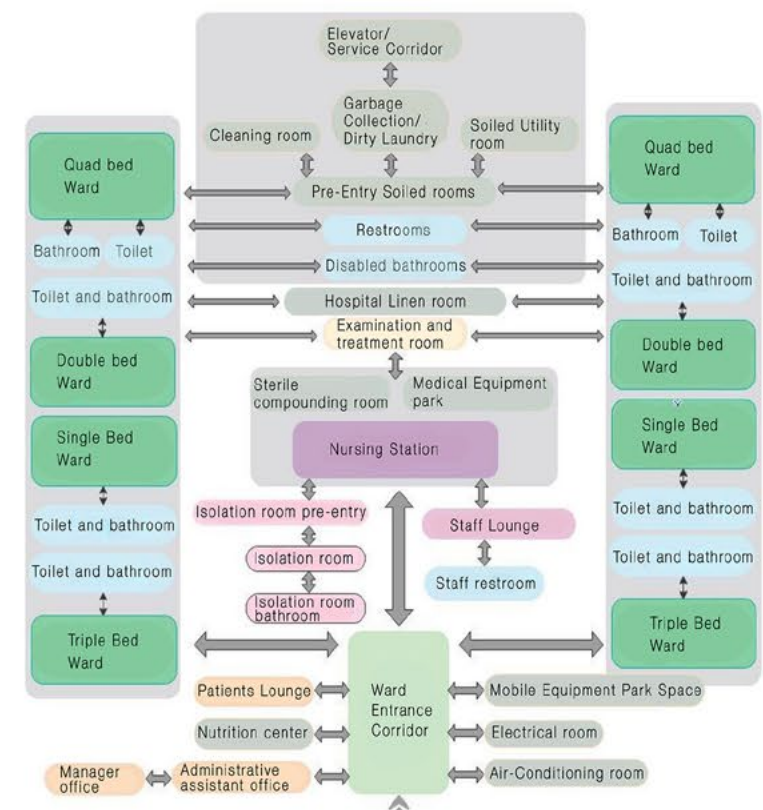 Elevator/
Service Corridor
Garbage
Collection/
Dirty Laundry
Cleaning room
Soiled Utility
room
Pre-Entry Soiled rooms
Restrooms
Disabled bathrooms
Hospital Linen room
Examination and
treatment room
Sterile
compounding room
Medical Equipment
park
Nursing Station
Isolation room pre-entry
Isolation room
Isolation room
bathroom
Staff Lounge
Staff restroom
Quad bed
Ward
Bathroom
Toilet
Toilet and bathroom
Double bed
Ward
Single Bed
Ward
Toilet and bathroom
Toilet and bathroom
Triple Bed
Ward
Quad bed
Ward
Bathroom
Toilet
Toilet and bathroom
Double bed
Ward
Single Bed
Ward
Toilet and bathroom
Toilet and bathroom
Triple Bed
Ward
Ward
Entrance
Corridor
Patients Lounge
Nutrition center
Manager
office
Administrative
assistant office
Mobile Equipment Park Space
Electrical room
Air-Conditioning room